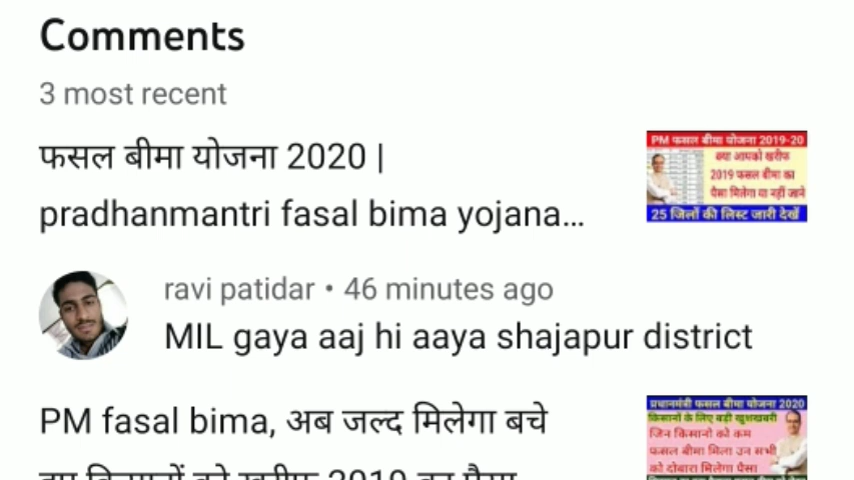 Comments
3 most recent
फसल बीमा योजना 2020 |
pradhanmantri fasal bima yojana...
PM फसल बीमा योजना 2019-20
क्या आपको खरीफ
2019 फसल बीमा का
पैसा मिलेगा या नहीं जाने
25 जिलों की लिस्ट जारी देखें
ravi patidar • 46 minutes ago
MIL gaya aaj hi aaya shajapur district
PM fasal bima, अब जल्द मिलेगा बचे
हुए किसानों को खरीफ 2019 का पैसा
प्रधानमंत्री फसल बीमा योजना 2020
किसानों के लिए बड़ी खुशखबरी
जिन किसानों को कम
फसल बीमा मिला उन सभी
को दोबारा मिलेगा पैसा